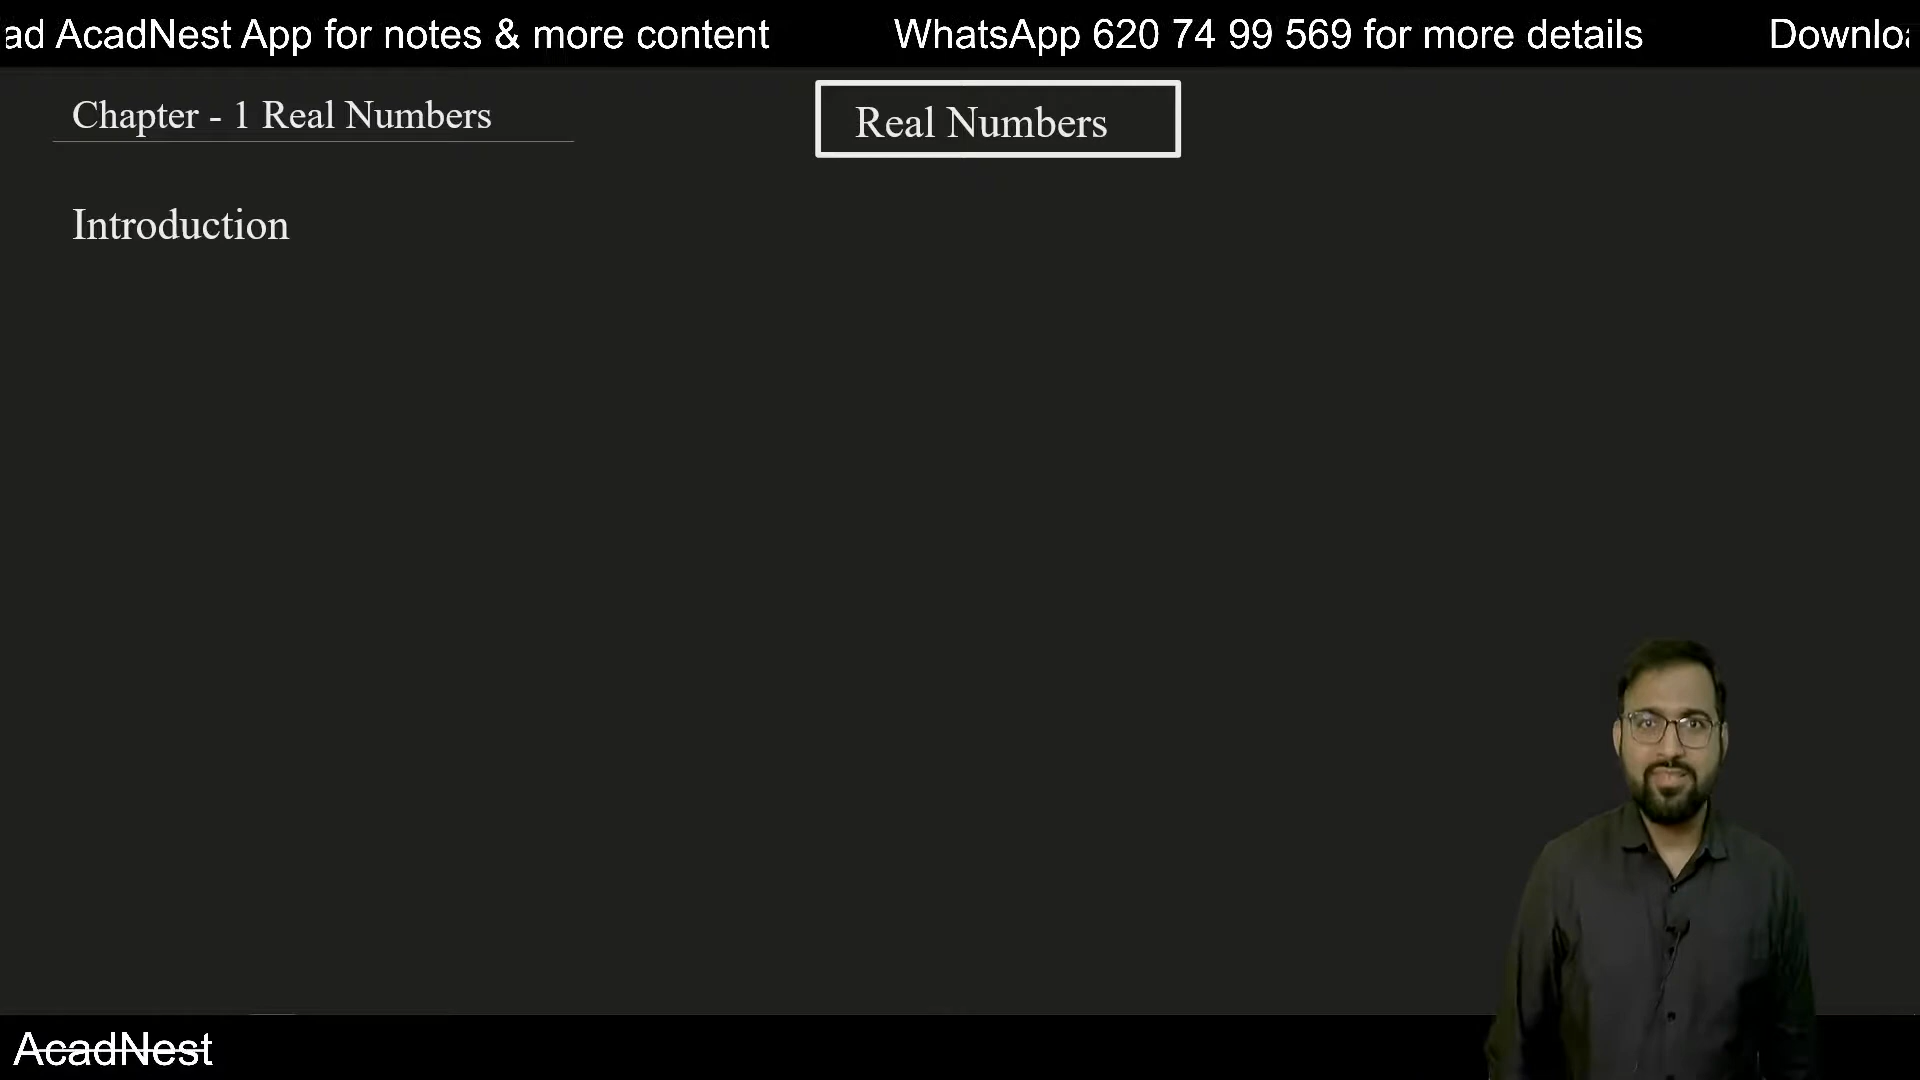 ad AcadNest App for notes & more content WhatsApp 620 74 99 569 for more details Downloa
Chapter - 1 Real Numbers
Real Numbers
Introduction
AcadNest